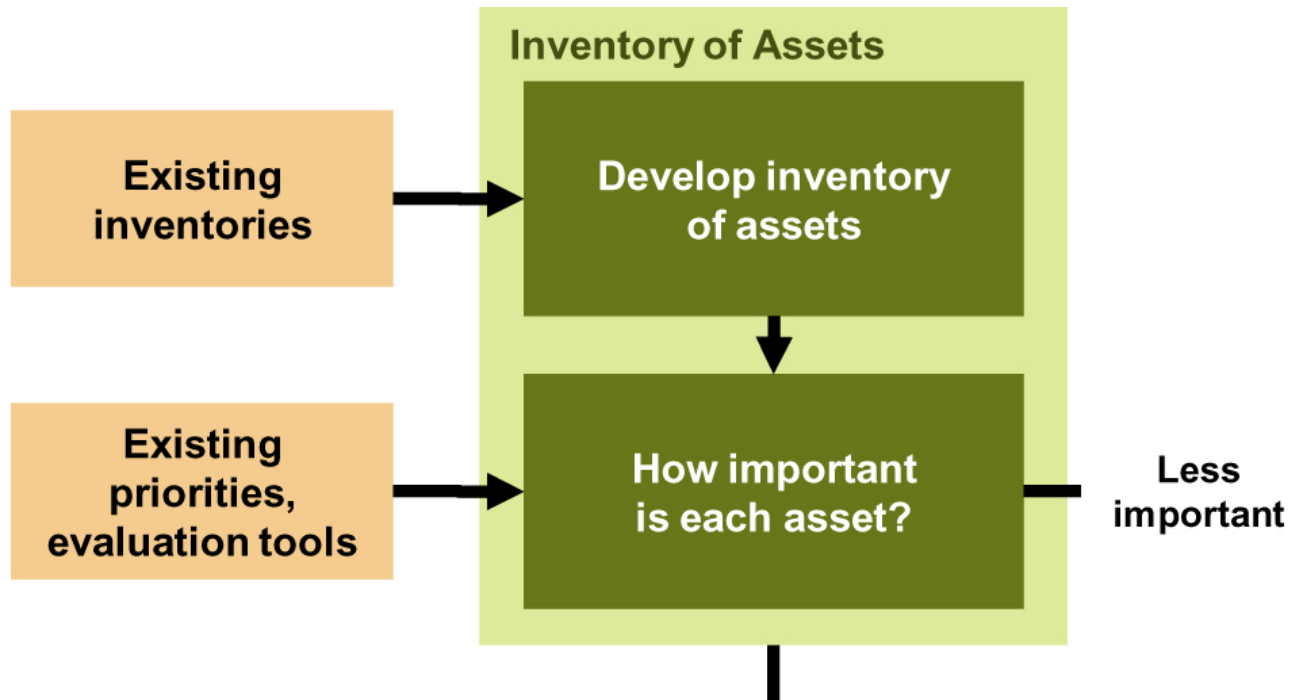 Inventory of Assets
Existing
inventories
Develop inventory
of assets
Existing
priorities,
evaluation tools
How important
is each asset?
Less
important